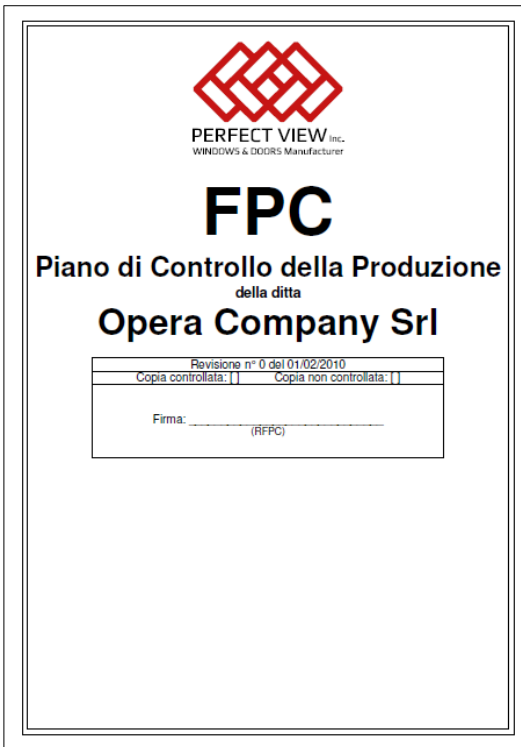 PERFECT VIEW Inc.
WINDOWS & DOORS Manufacturer
FPC
Piano di Controllo della Produzione
della ditta
Opera Company Srl
Revisione n° 0 del 01/02/2010
Copia controllata: [ ] Copia non controllata: [ ]
Firma: ________________________________
(RFPC)